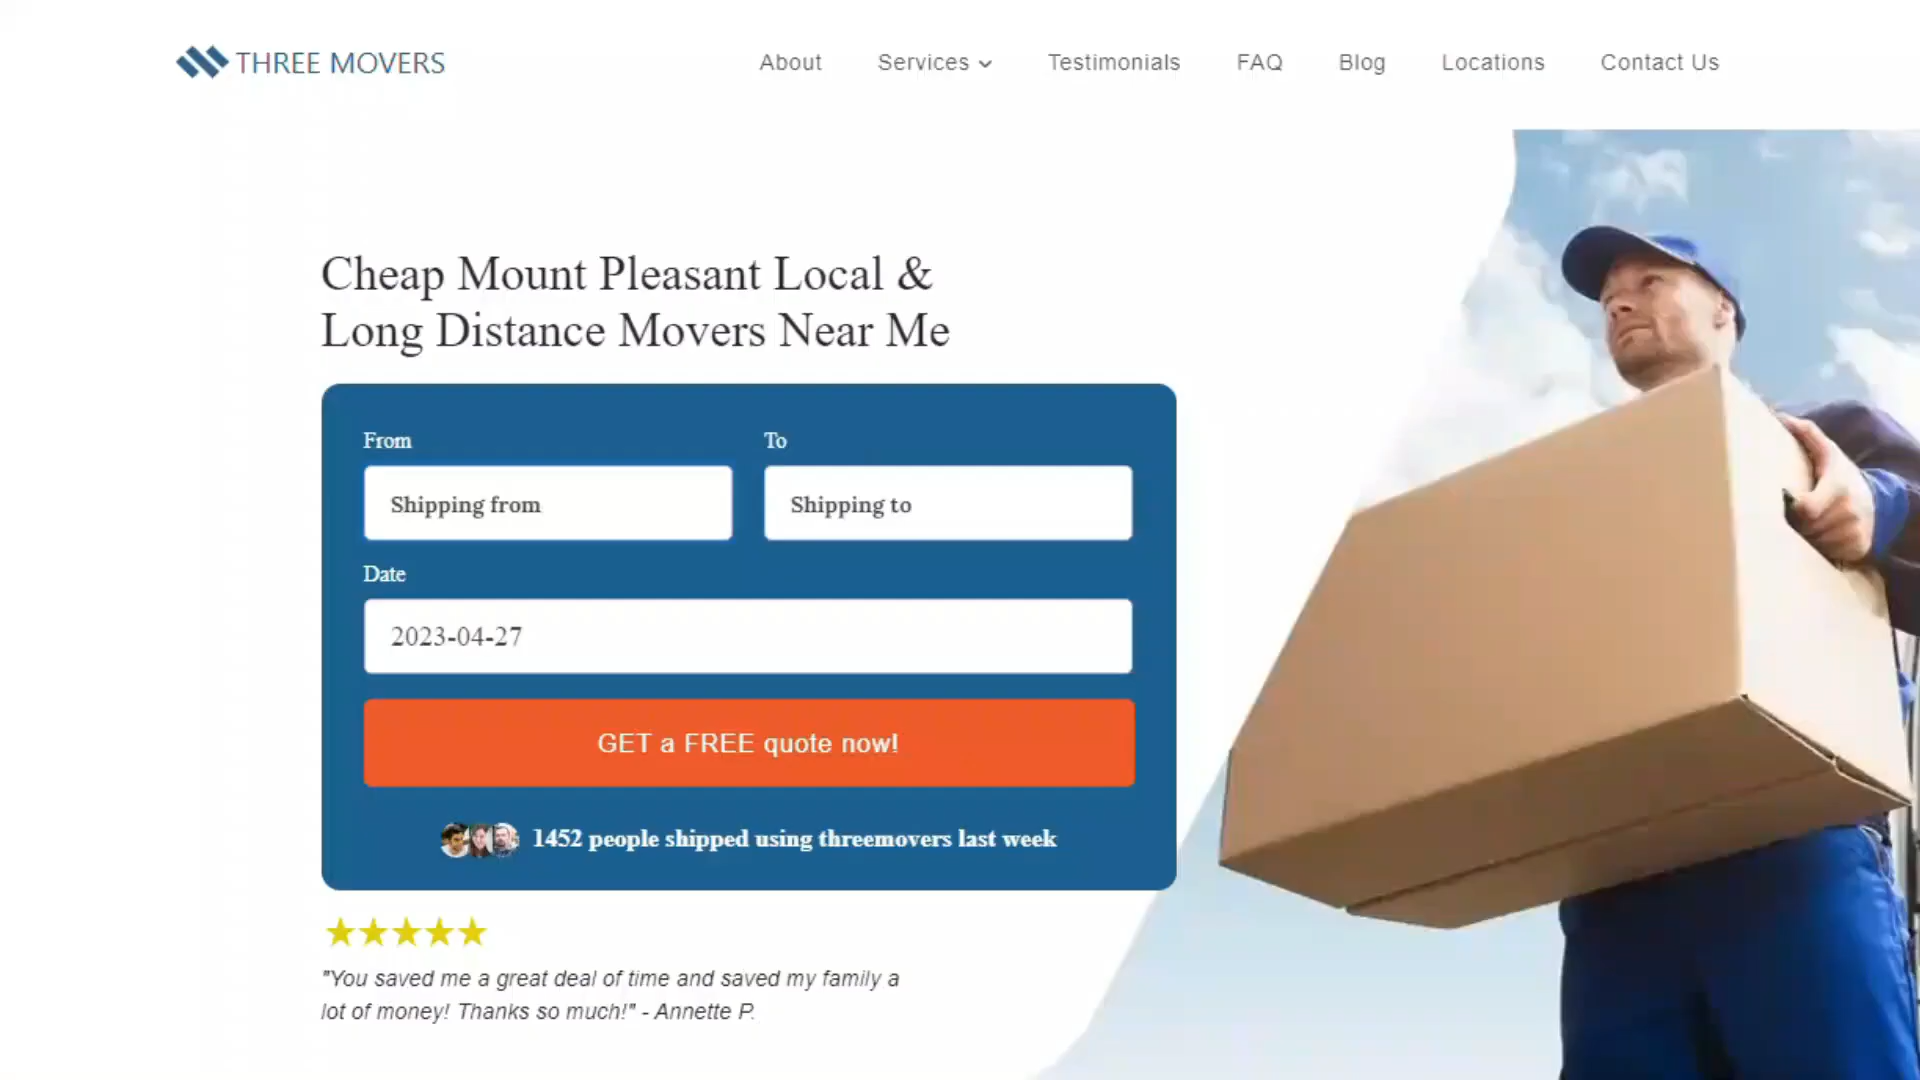 THREE MOVERS
About Services Testimonials FAQ Blog Locations Contact Us
Cheap Mount Pleasant Local &
Long Distance Movers Near Me
From To
Shipping from Shipping to
Date
2023-04-27
GET a FREE quote now!
1452 people shipped using threemovers last week
"You saved me a great deal of time and saved my family a
lot of money! Thanks so much!" - Annette P.